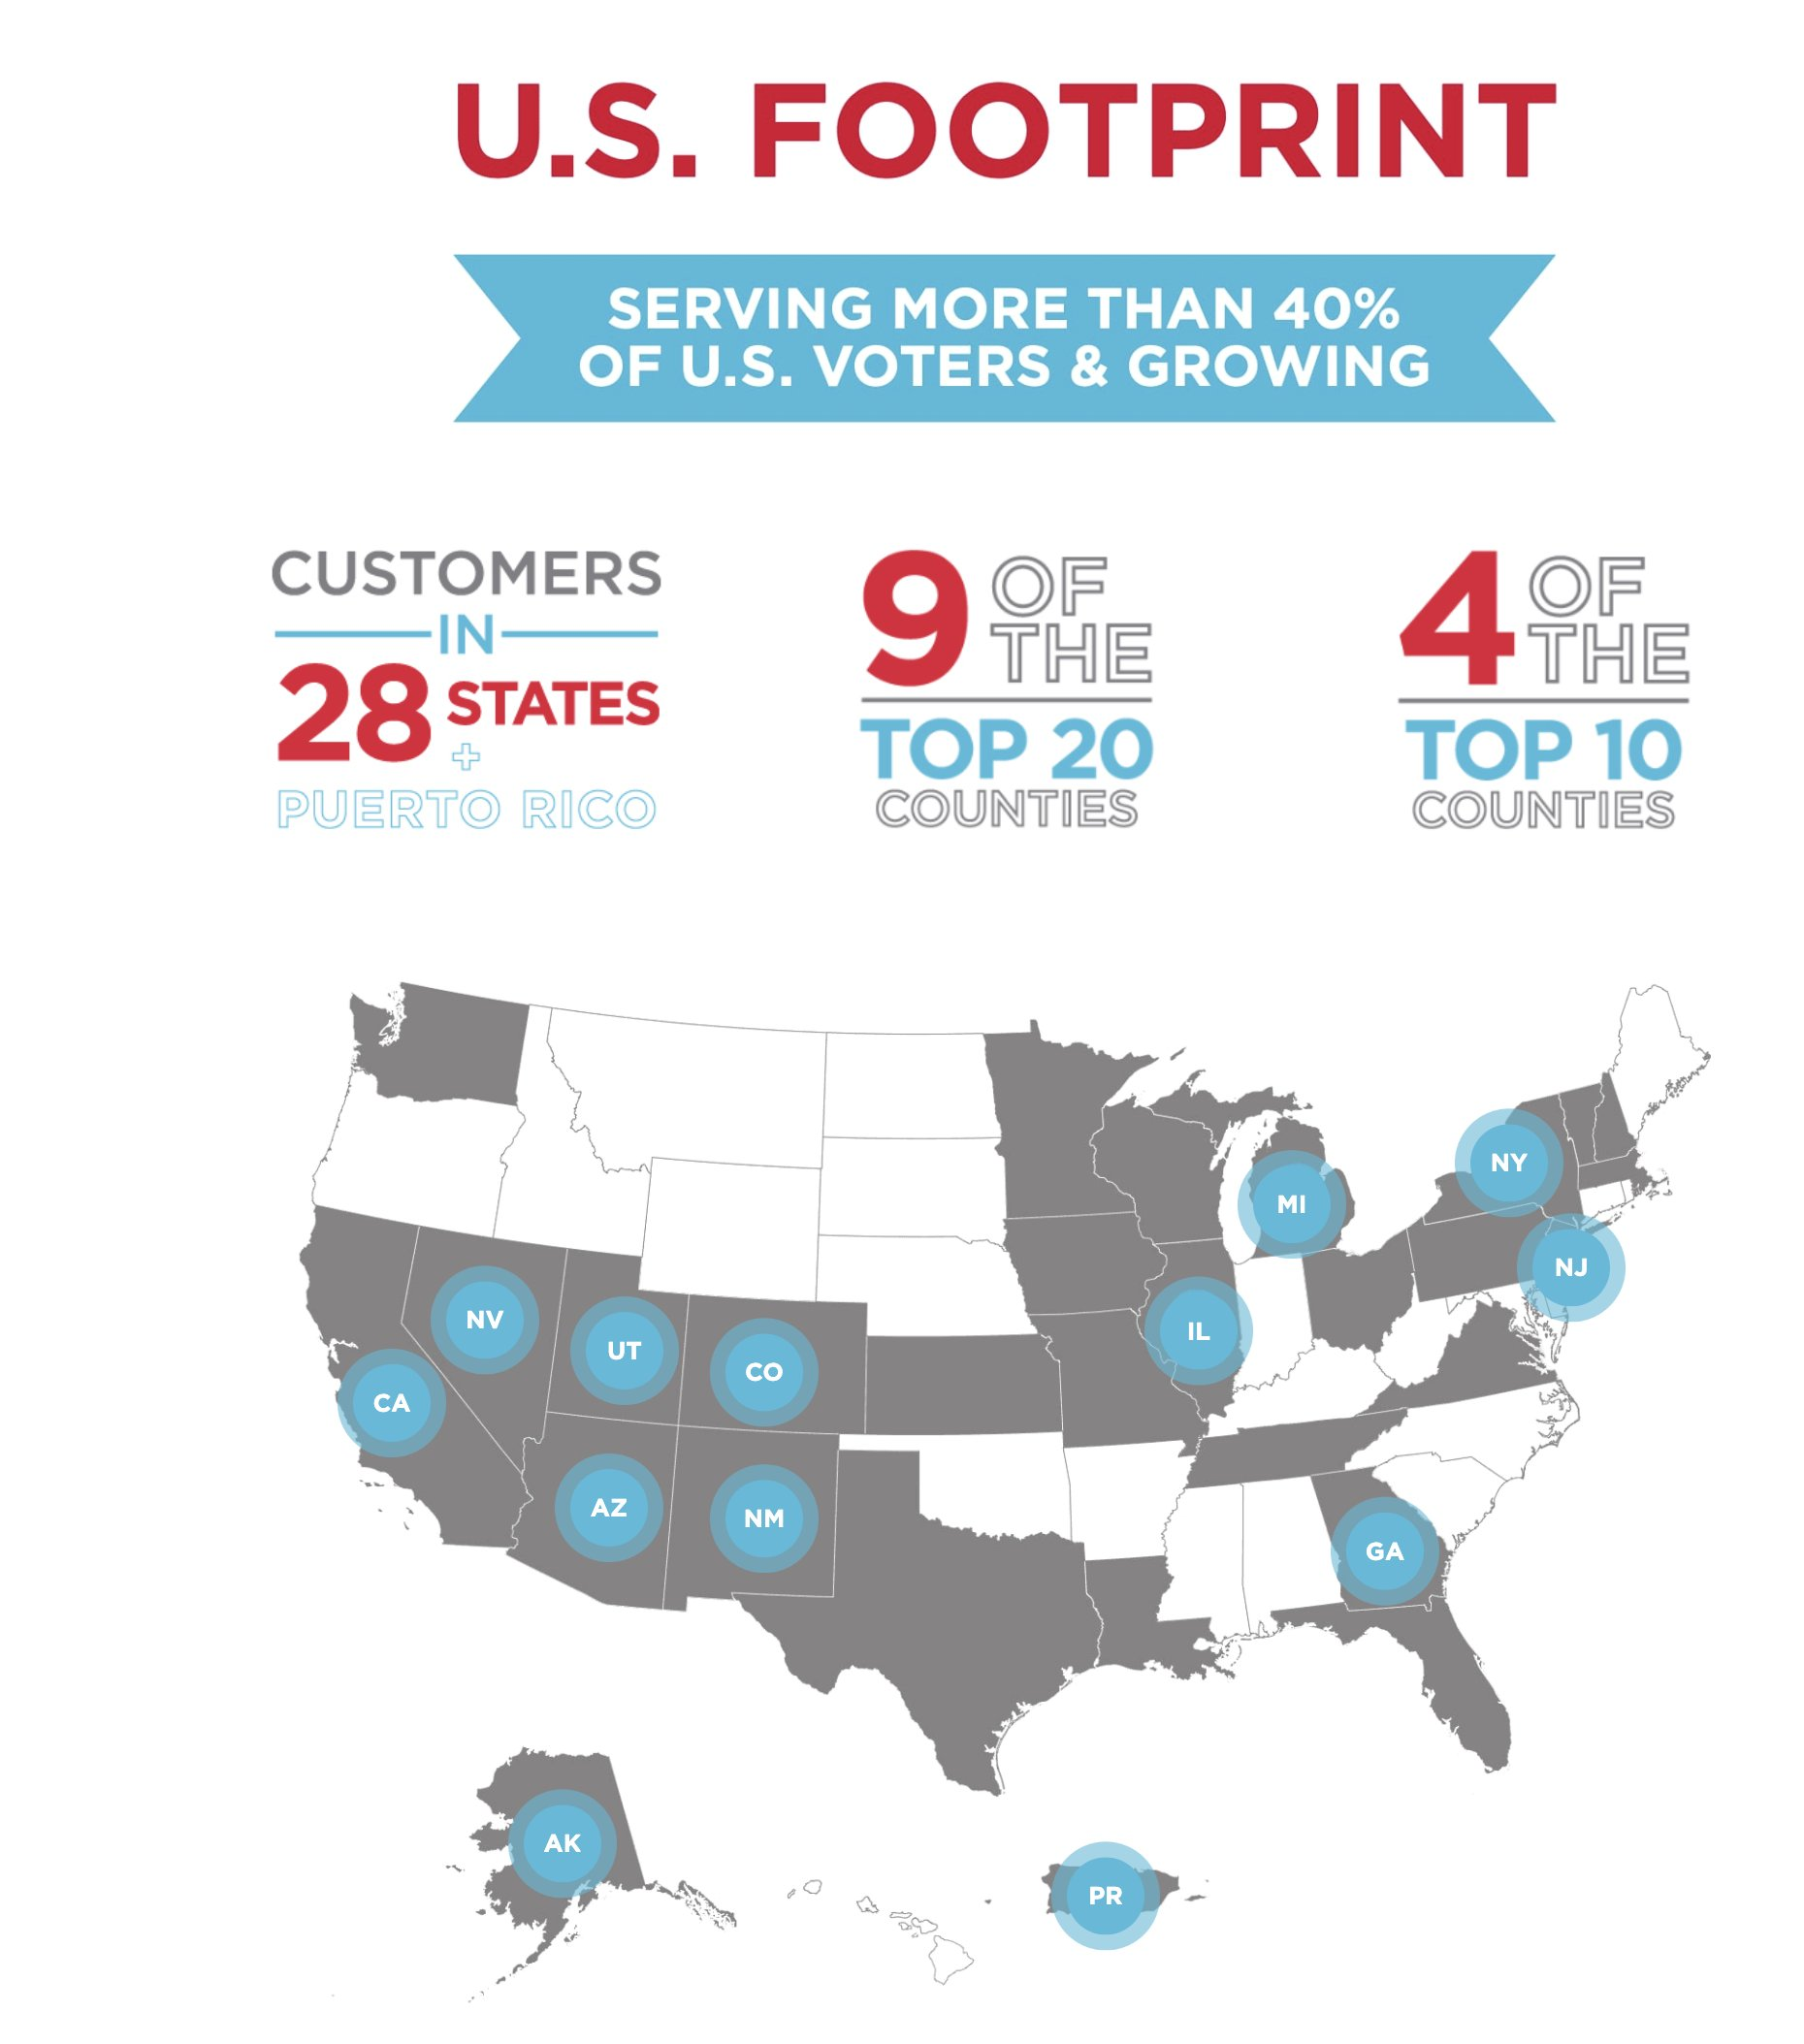 U.S. FOOTPRINT
SERVING MORE THAN 40%
OF U.S. VOTERS & GROWING
CUSTOMERS
IN
28 STATES
+
PUERTO RICO
9 OF THE
TOP 20
COUNTIES
4 OF THE
TOP 10
COUNTIES
NY
MI
NJ
NV
IL
UT
CO
CA
AZ
NM
GA
AK
PR